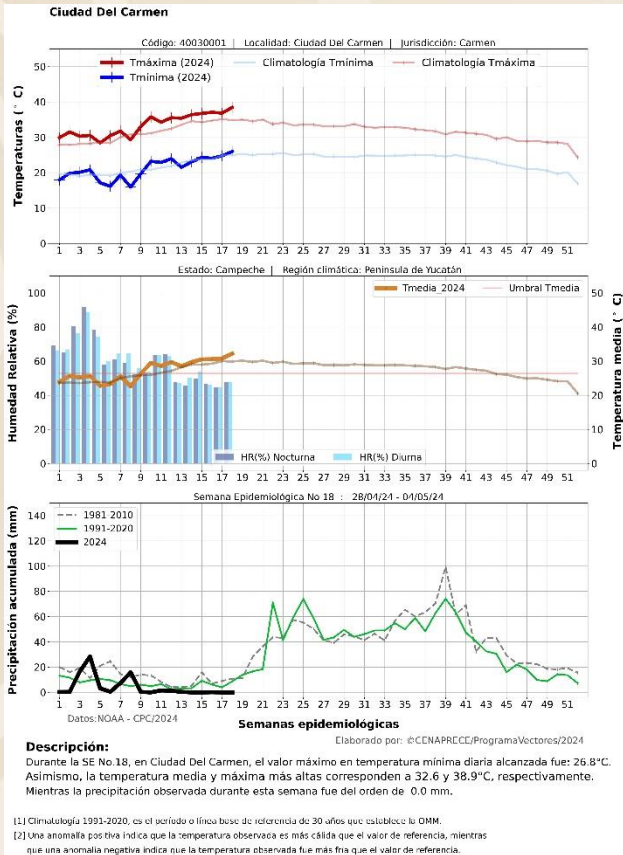 Ciudad Del Carmen
Código: 40030001 | Localidad: Ciudad Del Carmen | Jurisdicción: Carmen
Tmáxima (2024)
Tminima (2024)
Climatología Tmínima
Climatología Tmáxima
Temperaturas (° C)
50
40
30
20
10
0
1 3 5 7 9 11 13 15 17 19 21 23 25 27 29 31 33 35 37 39 41 43 45 47 49 51
Estado: Campeche | Región climática: Peninsula de Yucatán
Tmedia_2024
Umbral Tmedia
Humedad Relativa (%)
100
80
60
40
20
0
Temperatura media (° C)
50
40
30
20
10
0
HR(%) Nocturna
HR(%) Diurna
1 3 5 7 9 11 13 15 17 19 21 23 25 27 29 31 33 35 37 39 41 43 45 47 49 51
Semana Epidemiológica No 18 : 28/04/24 - 04/05/24
1981 2010
1991-2020
2024
Precipitación acumulada (mm)
140
120
100
80
60
40
20
0
1 3 5 7 9 11 13 15 17 19 21 23 25 27 29 31 33 35 37 39 41 43 45 47 49 51
Datos:NOAA - CPC/2024
Semanas epidemiológicas
Elaborado por: ©CENAPRECE/ProgramaVectores/2024
Descripción:
Durante la SE No.18, en Ciudad Del Carmen, el valor máximo en temperatura mínima diaria alcanzada fue: 26.8°C.
Asimismo, la temperatura media y máxima más altas corresponden a 32.6 y 38.9°C, respectivamente.
Mientras la precipitación observada durante esta semana fue del orden de 0.0 mm.
[1] Climatología 1991-2020, es el período o línea base de referencia de 30 años que establece la OMM.
[2] Una anomalía positiva indica que la temperatura observada es más cálida que el valor de referencia, mientras
que una anomalía negativa indica que la temperatura observada fue más fria que el valor de referencia.